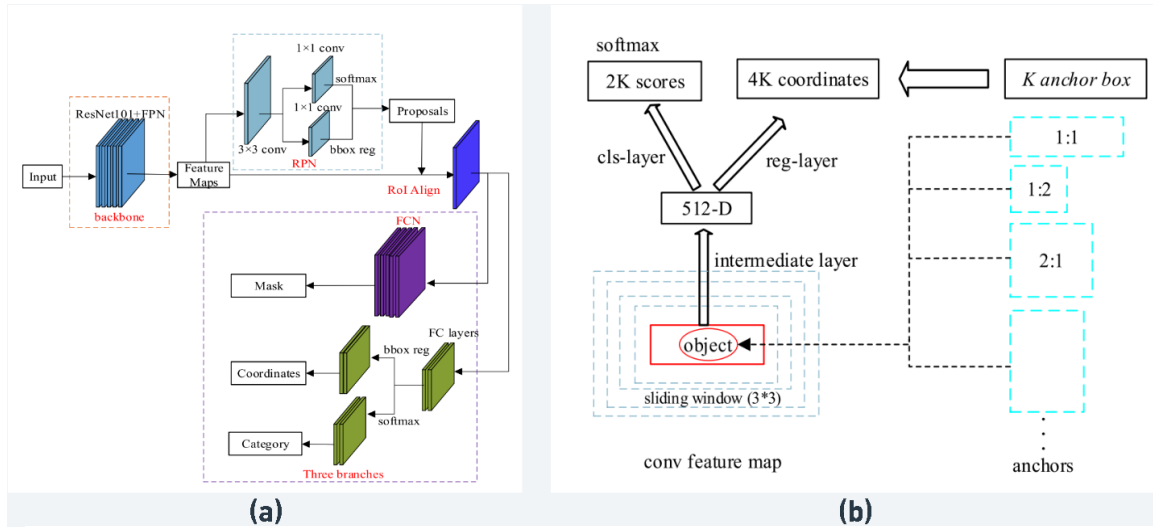 1×1 conv
softmax
ResNet101+FPN
1×1 conv
Proposals
3×3 conv
bbox reg
RPN
Input
Feature
Maps
RoI Align
backbone
FCN
Mask
FC layers
bbox reg
Coordinates
softmax
Category
Three branches
(a)
softmax
2K scores
4K coordinates
K anchor box
1:1
cls-layer
reg-layer
1:2
512-D
2:1
intermediate layer
object
sliding window (3*3)
conv feature map
anchors
(b)